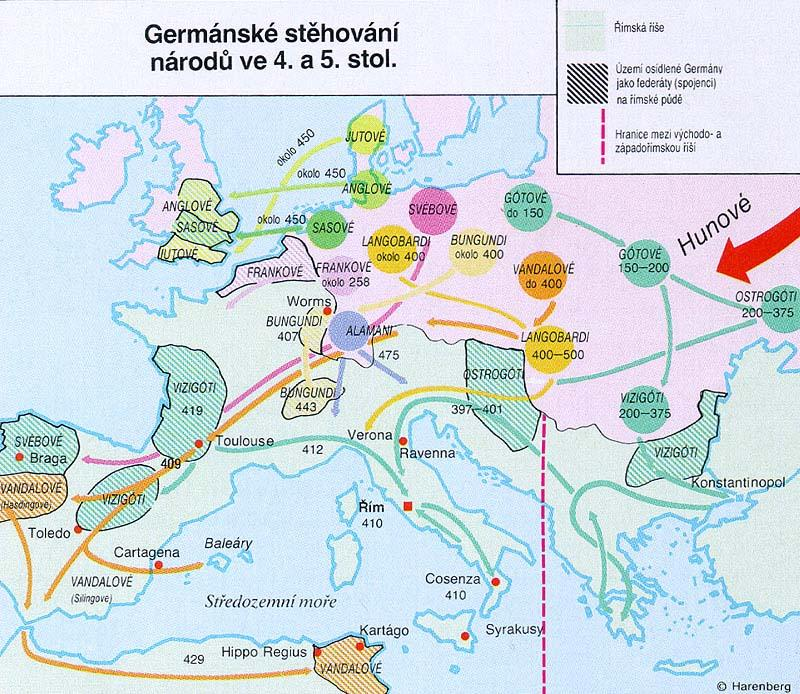 Germánské stěhování
národů ve 4. a 5. stol.
Římská říše
Území osídlené Germány
jako federáty (spojenci)
na římské půdě
Hranice mezi východo- a
západořímskou říší
okolo 450
JUTOVÉ
okolo 450
ANGLOVÉ
ANGLOVÉ
SASOVÉ
JUTOVÉ
okolo 450
SASOVÉ
SVÉBOVÉ
GÓTOVÉ
do 150
Hunové
LANGOBARDI
okolo 400
BUNGUNDI
okolo 400
GÓTOVÉ
150–200
FRANKOVÉ
FRANKOVÉ
okolo 258
VANDALOVÉ
do 400
OSTROGÓTI
200–375
Worms
BUNGUNDI
407
ALAMANI
475
LANGOBARDI
400–500
VIZIGÓTI
419
BUNGUNDI
443
OSTROGÓTI
397–401
VIZIGÓTI
200–375
SVÉBOVÉ
Braga
409
Toulouse
412
Verona
Ravenna
VIZIGÓTI
Konstantinopol
VANDALOVÉ
(Hasdingové)
VIZIGÓTI
Toledo
Řím
410
Cartagena
Baleáry
VANDALOVÉ
(Silingové)
Středozemní moře
Cosenza
410
Syrakusy
Kartágo
429
Hippo Regius
VANDALOVÉ
© Harenberg